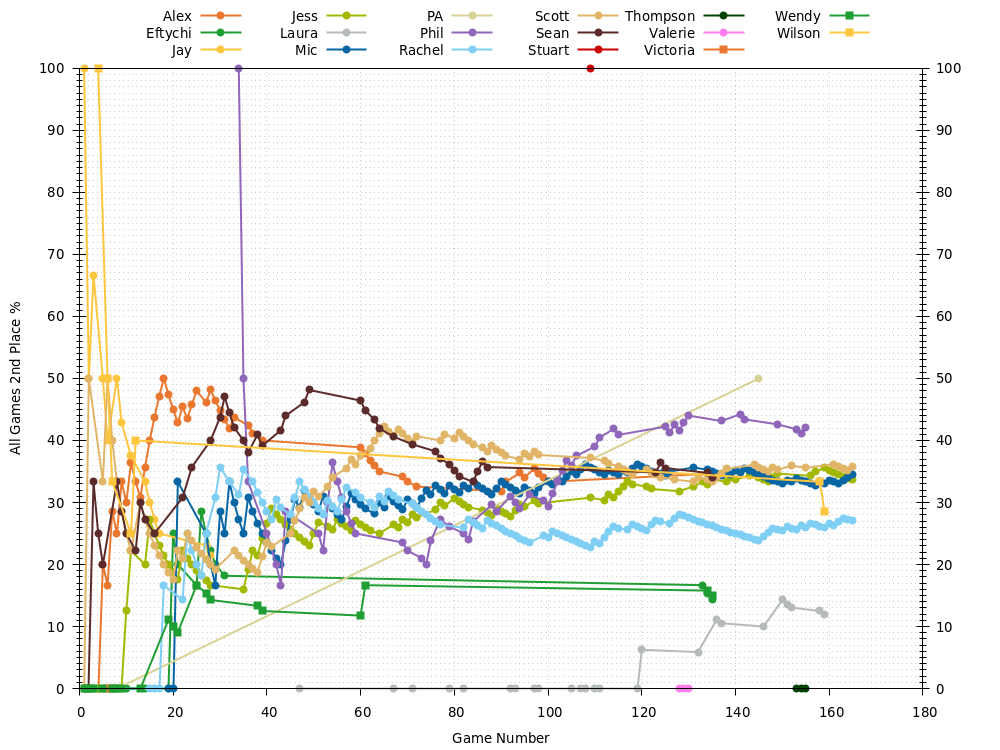 Alex Jess PA Scott Thompson Wendy
Eftychi Laura Phil Sean Valerie Wilson
Jay Mic Rachel Stuart Victoria
100 100
90 90
80 80
70 70
60 60
50 50
40 40
30 30
20 20
10 10
0 0
0 20 40 60 80 100 120 140 160 180
All Games 2nd Place %
Game Number